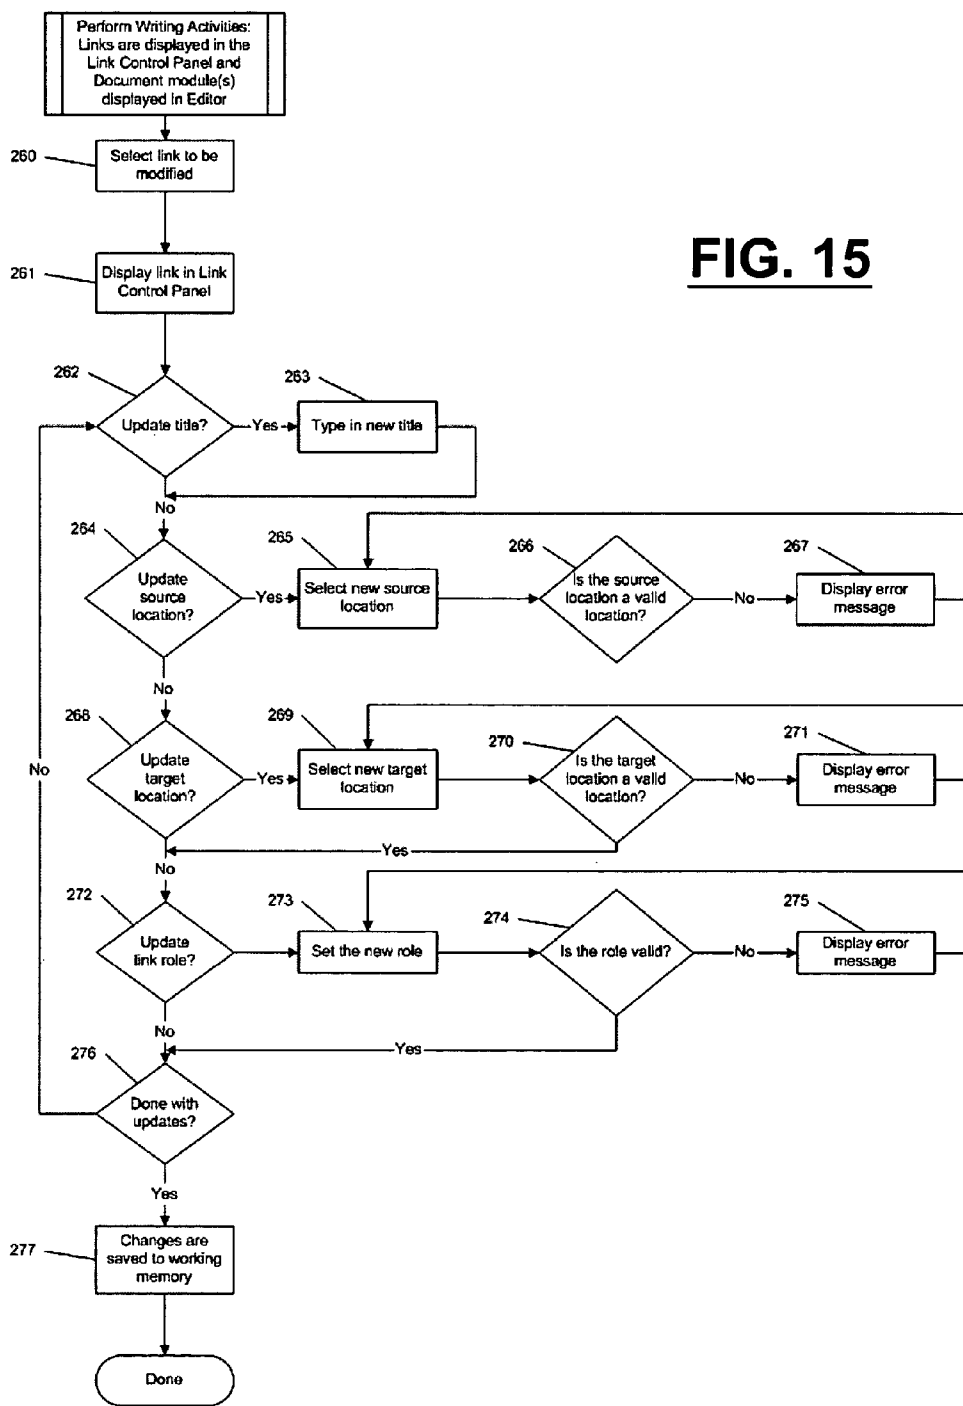 Perform Writing Activities:
Links are displayed in the
Link Control Panel and
Document module(s)
displayed in Editor
260
Select link to be
modified
FIG. 15
261
Display link in Link
Control Panel
262
263
Update title?
Yes
Type in new title
No
264
265
266
267
Update
source
location?
Yes
Select new source
location
Is the source
location a valid
location?
No
Display error
message
No
268
269
270
271
Update
target
location?
Yes
Select new target
location
Is the target
location a valid
location?
No
Display error
message
No
Yes
No
272
273
274
275
Update
link role?
Set the new role
Is the role valid?
No
Display error
message
No
Yes
276
Done with
updates?
Yes
277
Changes are
saved to working
memory
Done